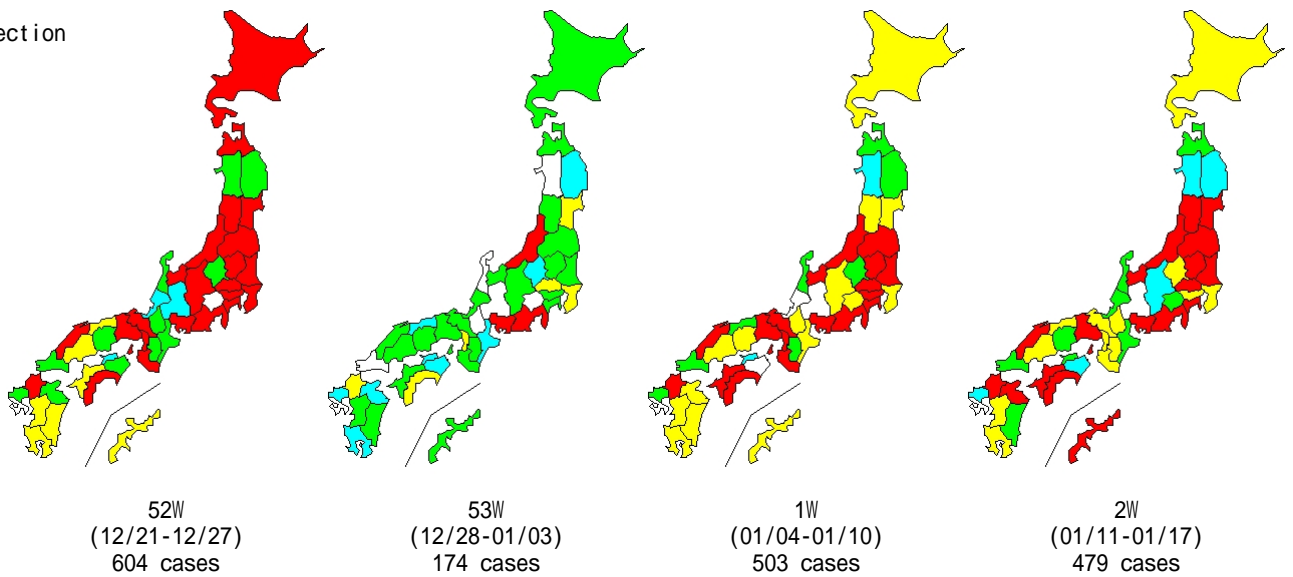 ection
52W
(12/21-12/27)
604 cases
53W
(12/28-01/03)
174 cases
1W
(01/04-01/10)
503 cases
2W
(01/11-01/17)
479 cases